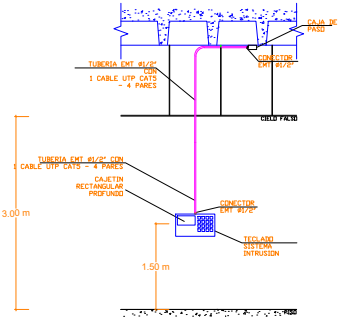 CAJA DE
PASO
CONECTOR
EMT Ø1/2"
TUBERIA EMT Ø1/2"
CON
1 CABLE UTP CAT5
- 4 PARES
CIELO FALSO
TUBERIA EMT Ø1/2" CON
1 CABLE UTP CAT5 - 4 PARES
CAJETIN
RECTANGULAR
PROFUNDO
CONECTOR
EMT Ø1/2"
3.00 m
TECLADO
SISTEMA
INTRUSION
1.50 m
PISO